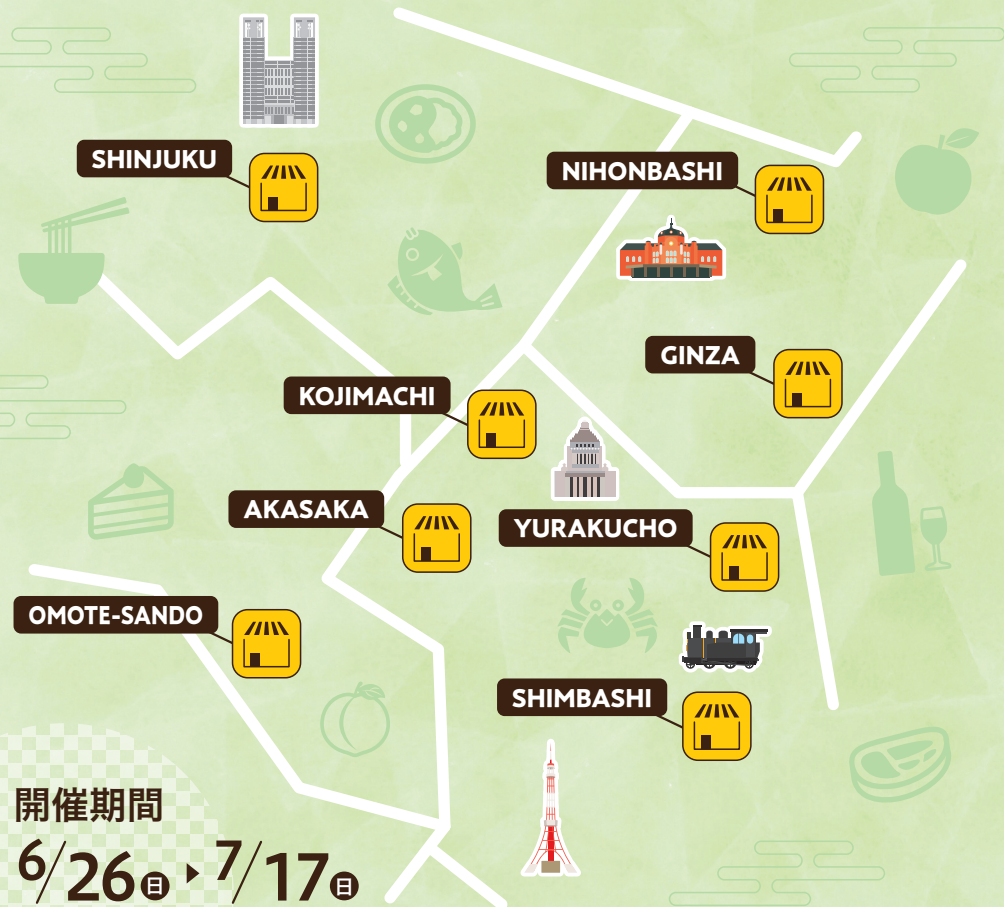 SHINJUKU
NIHONBASHI
GINZA
KOJIMACHI
AKASAKA
YURAKUCHO
OMOTE-SANDO
SHIMBASHI
開催期間
6/26日▶7/17日